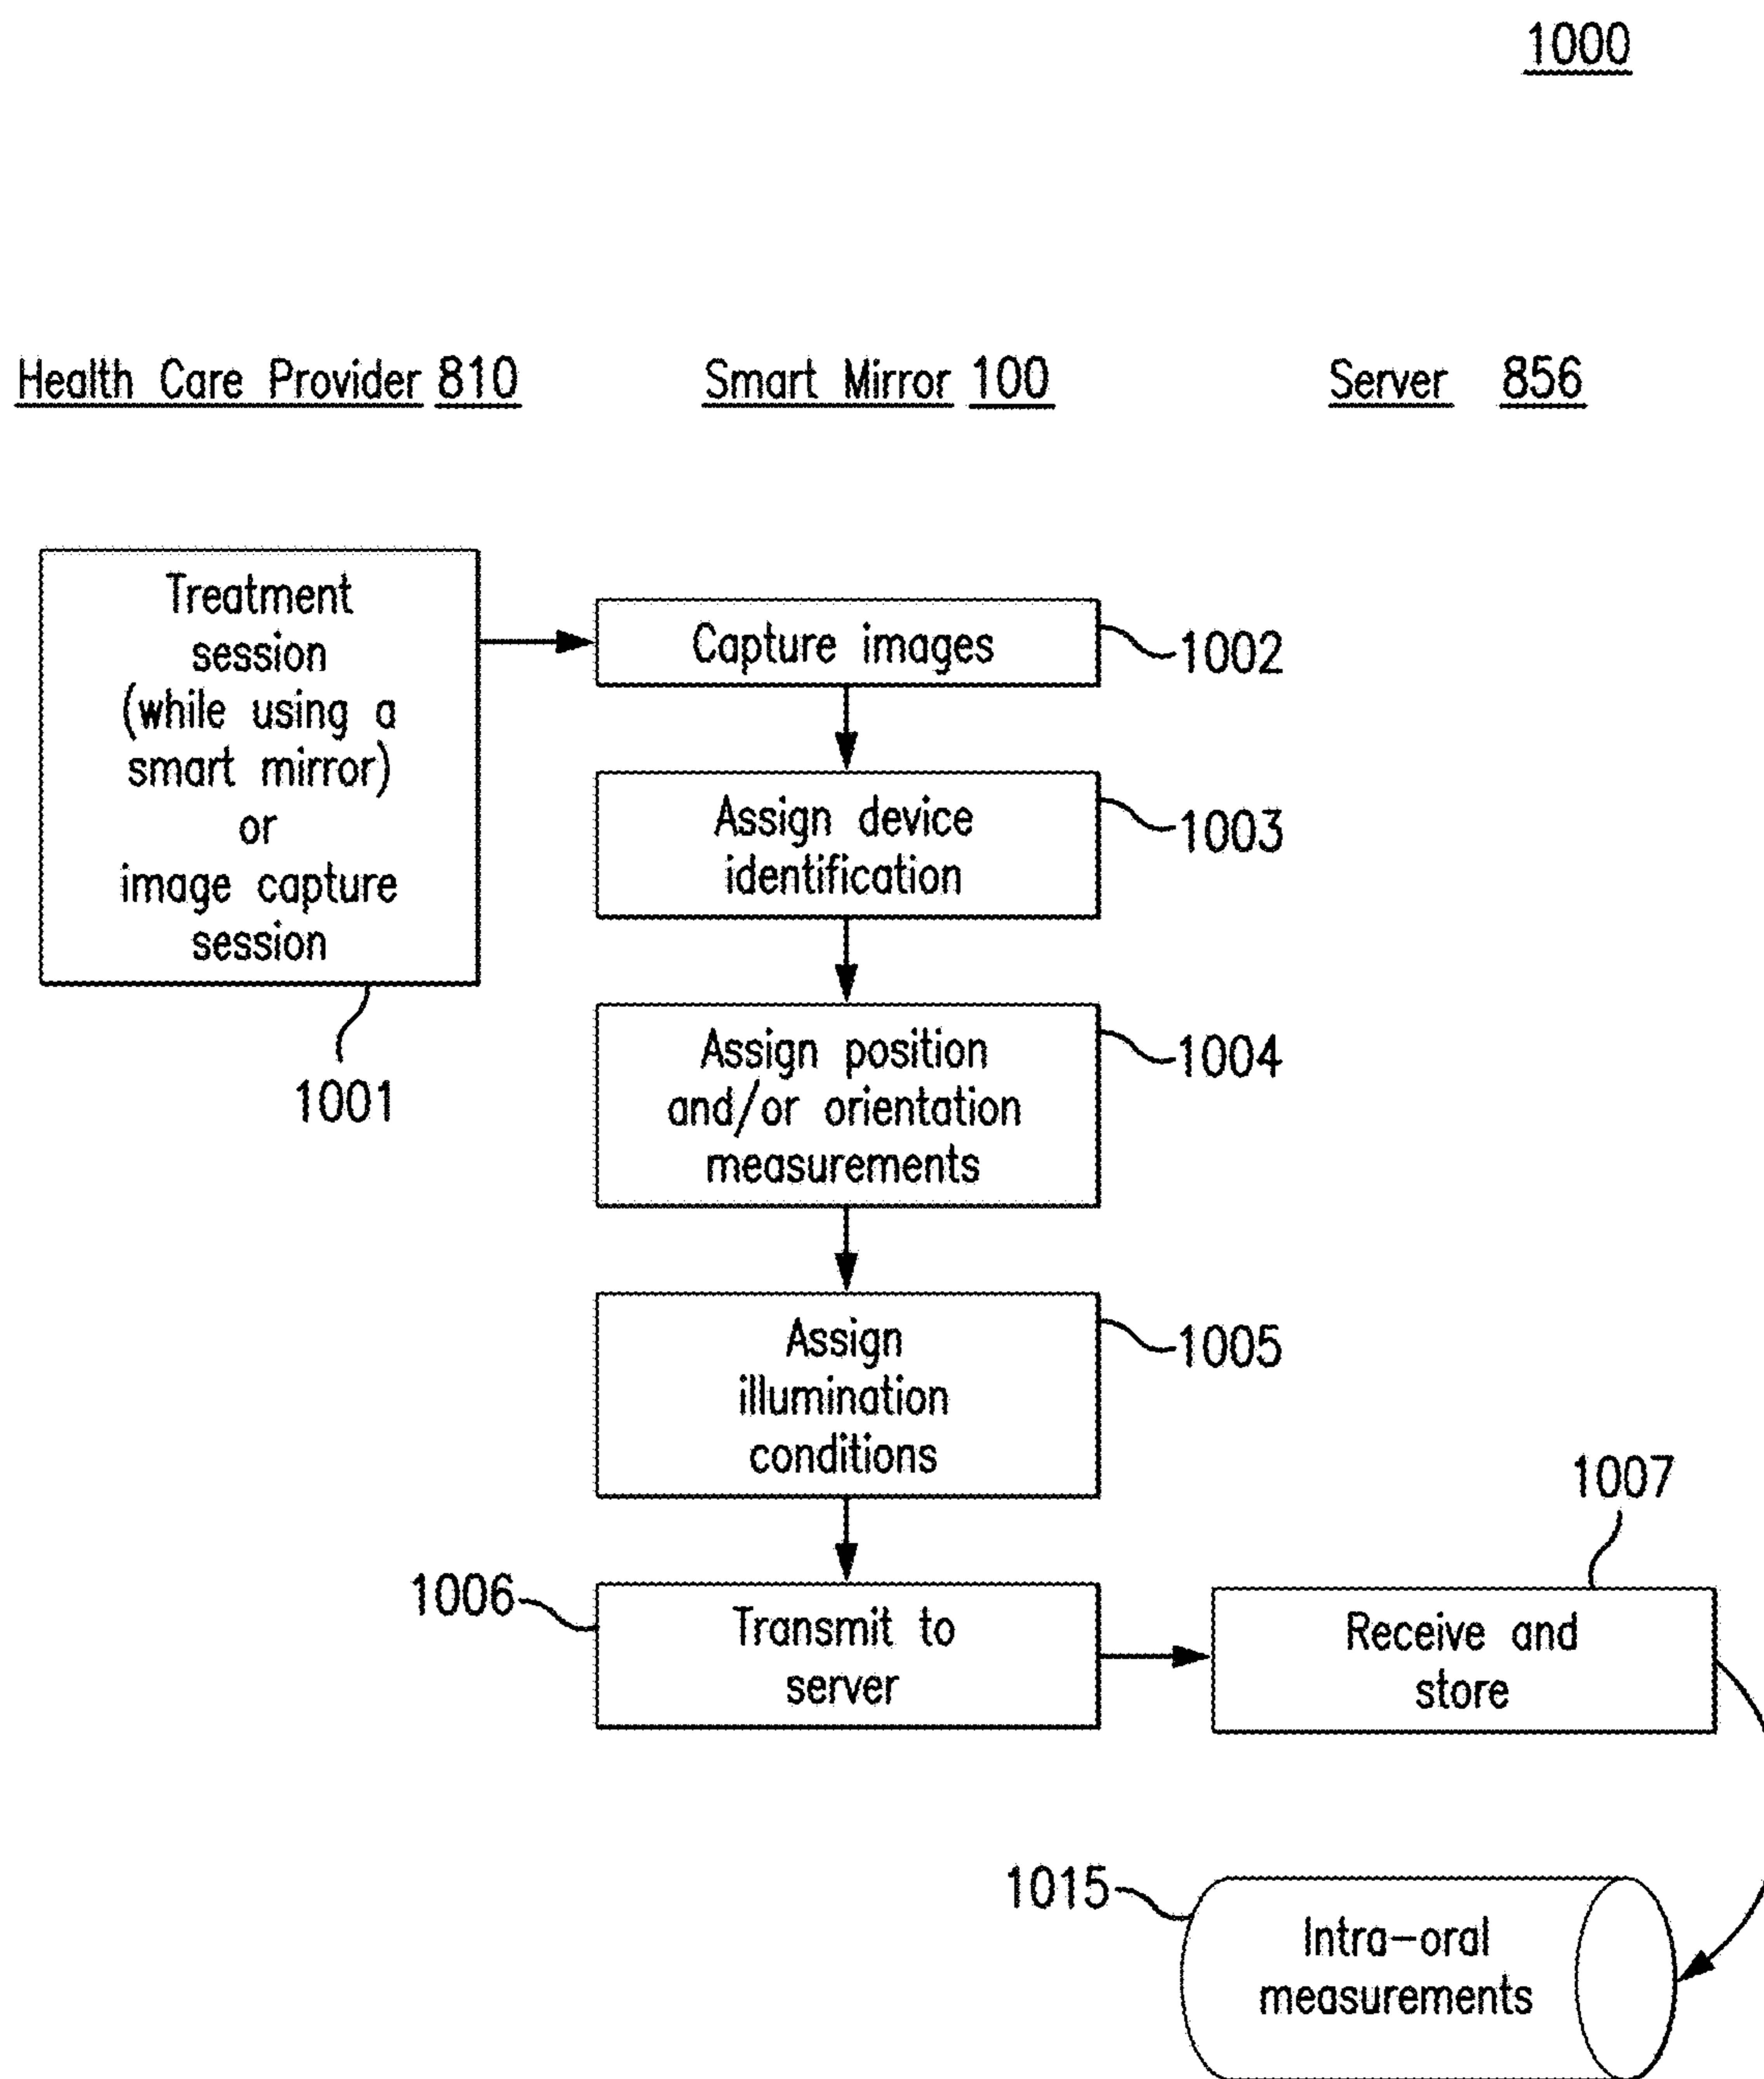 1000
Health Care Provider 810
Smart Mirror 100
Server 856
Treatment
session
(while using a
smart mirror)
or
image capture
session
1001
Capture images
1002
Assign device
identification
1003
Assign position
and/or orientation
measurements
1004
Assign
illumination
conditions
1005
1006
Transmit to
server
1007
Receive and
store
1015
Intra-oral
measurements